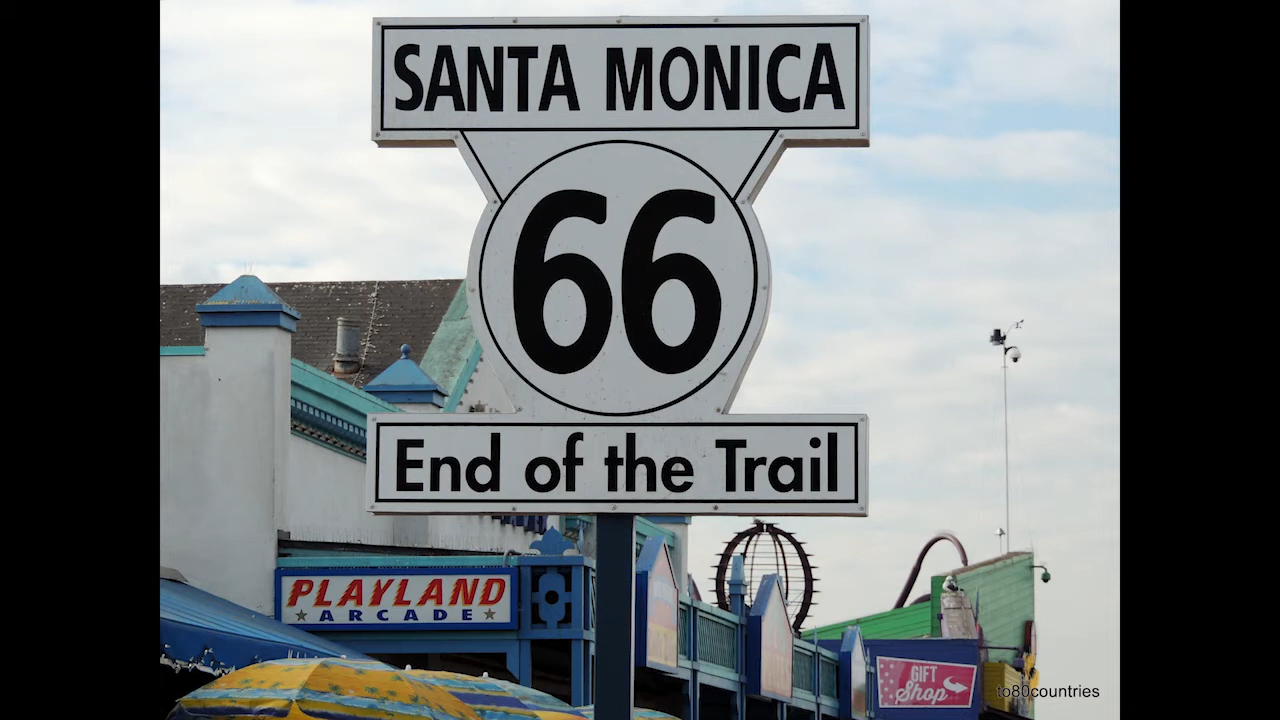 SANTA MONICA
66
End of the Trail
PLAYLAND
ARCADE
GIFT
Shop
to80countries